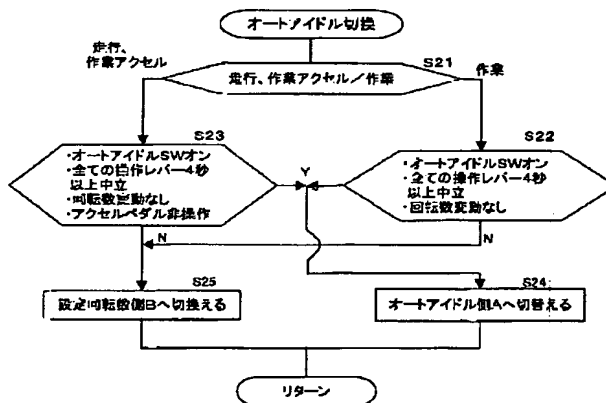 オートアイドル切換
走行、
作業アクセル
S21
走行、作業アクセル／作業
作業
S23
・オートアイドルSWオン
・全ての操作レバー4秒
以上中立
・回転数変動なし
・アクセルペダル非操作
Y
S22
・オートアイドルSWオン
・全ての操作レバー4秒
以上中立
・回転数変動なし
N
N
S25
設定回転数側Bへ切換える
S24
オートアイドル側Aへ切替える
リターン